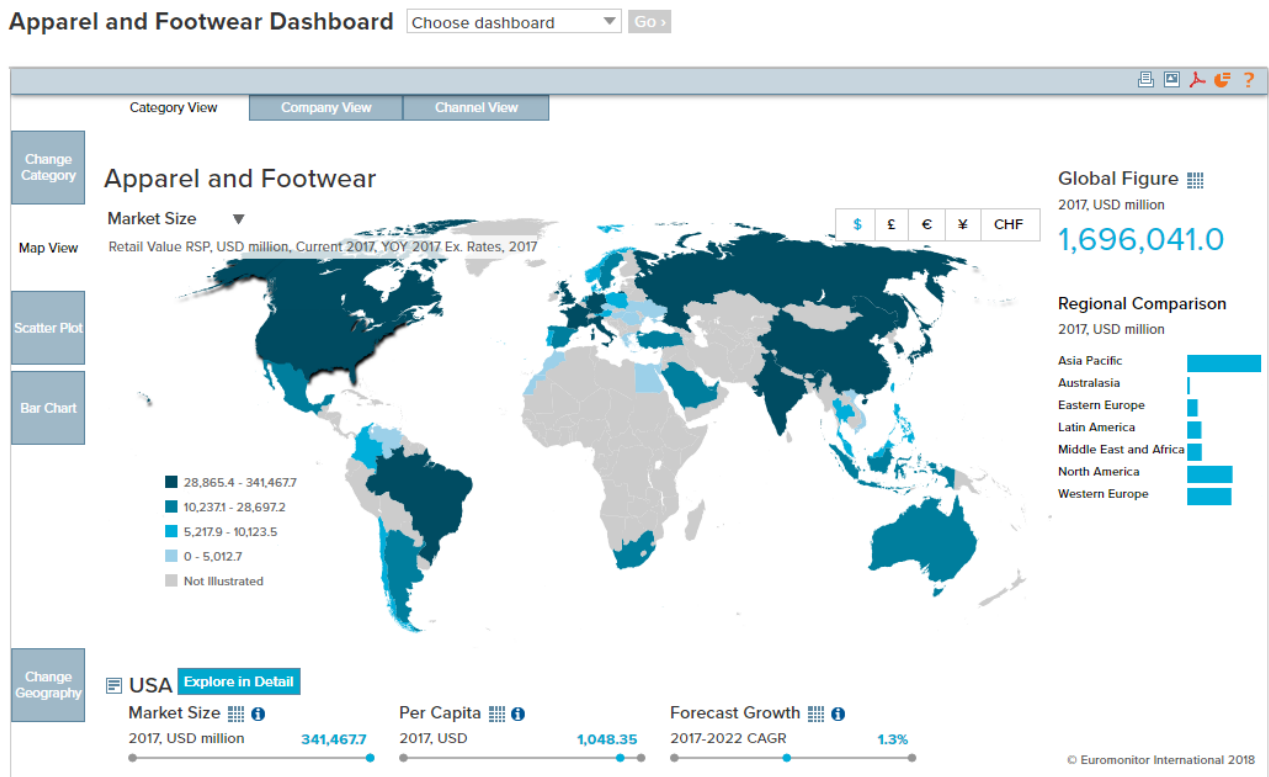 Apparel and Footwear Dashboard Choose dashboard Go ›
Category View Company View Channel View
Change
Category
Map View
Scatter Plot
Bar Chart
Change
Geography
Apparel and Footwear
Market Size
Retail Value RSP, USD million, Current 2017, YOY 2017 Ex. Rates, 2017
$ £ € ¥ CHF
28,865.4 - 341,467.7
10,237.1 - 28,697.2
5,217.9 - 10,123.5
0 - 5,012.7
Not Illustrated
Global Figure
2017, USD million
1,696,041.0
Regional Comparison
2017, USD million
Asia Pacific
Australasia
Eastern Europe
Latin America
Middle East and Africa
North America
Western Europe
USA Explore in Detail
Market Size
2017, USD million 341,467.7
Per Capita
2017, USD 1,048.35
Forecast Growth
2017-2022 CAGR 1.3%
© Euromonitor International 2018